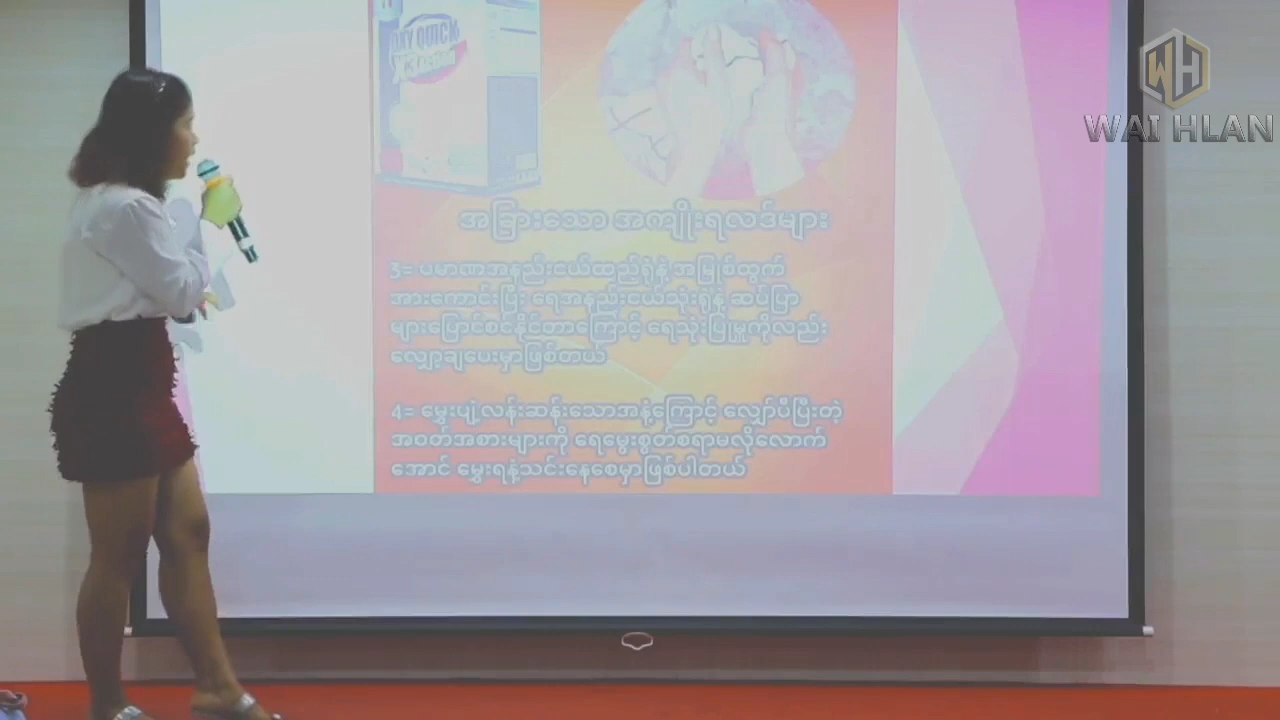 WH
WAI HLAN
OXY QUICK
အခြားသော အကျိုးရလဒ်များ
3= ပမာဏအနည်းငယ်ထည့်ရုံနဲ့ အမြှုပ်ထွက်
အားကောင်းပြီး ရေအနည်းငယ်သုံးရုံနဲ့ ဆပ်ပြာ
များပြောင်စင်နိုင်တာကြောင့် ရေသုံးပြုမှုကိုလည်း
လျှော့ချပေးမှာဖြစ်တယ်
4= မွှေးပျံ့လန်းဆန်းသောအနံ့ကြောင့် လျှော်ပီပြီးတဲ့
အဝတ်အစားများကို ရေမွှေးစွတ်စရာမလိုလောက်
အောင် မွှေးရနံ့သင်းနေစေမှာဖြစ်ပါတယ်